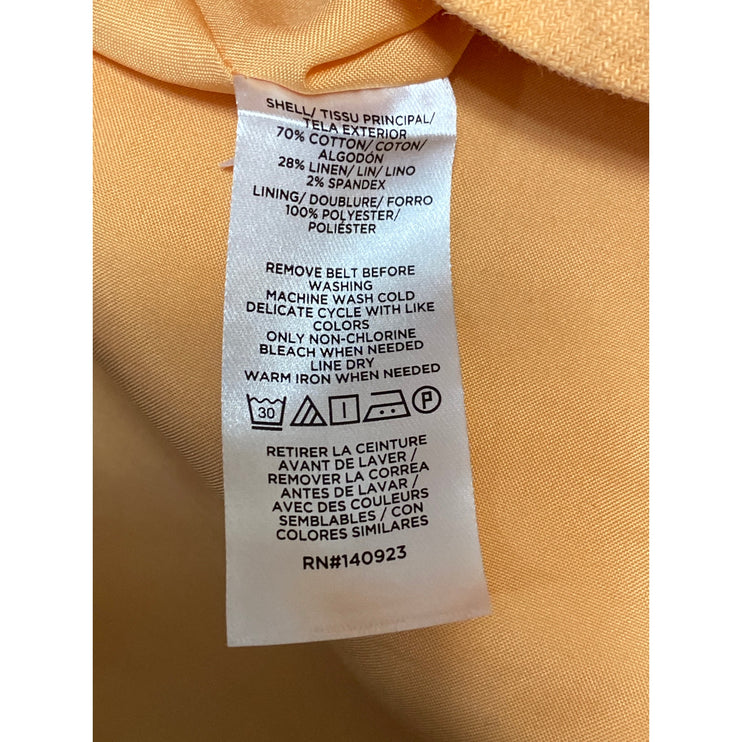 SHELL/ TISSU PRINCIPAL/
TELA EXTERIOR
70% COTTON/ COTON/
ALGODÓN
28% LINEN/ LIN/ LINO
2% SPANDEX
LINING/ DOUBLURE/ FORRO
100% POLYESTER/
POLIÉSTER
REMOVE BELT BEFORE
WASHING
MACHINE WASH COLD
DELICATE CYCLE WITH LIKE
COLORS
ONLY NON-CHLORINE
BLEACH WHEN NEEDED
LINE DRY
WARM IRON WHEN NEEDED
30 P
RETIRER LA CEINTURE
AVANT DE LAVER/
REMOVER LA CORRÉA
ANTES DE LAVAR/
AVEC DES COULEURS
SEMBLABLES/ CON
COLORES SIMILARES
RN#140923